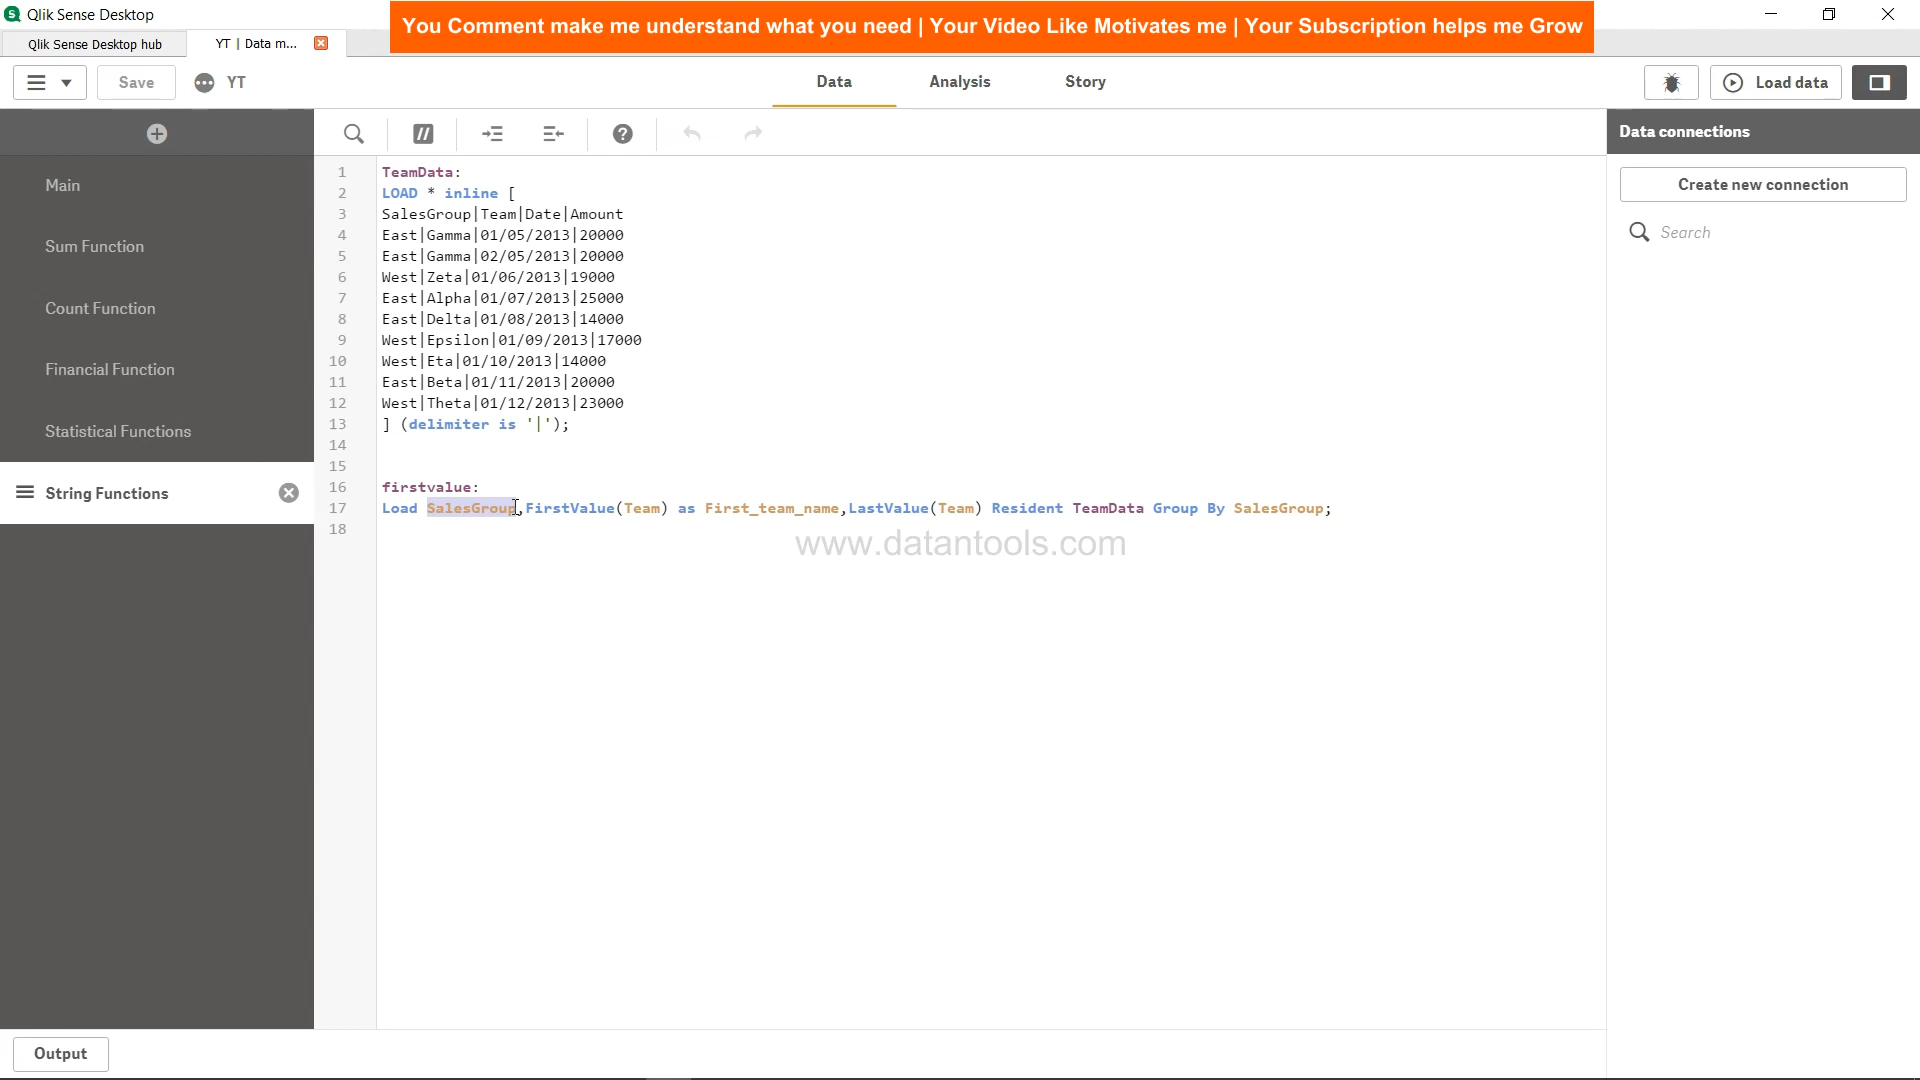 Qlik Sense Desktop
You Comment make me understand what you need | Your Video Like Motivates me | Your Subscription helps me Grow
Qlik Sense Desktop hub
YT | Data m...
Save
YT
Data
Analysis
Story
Load data
Data connections
Create new connection
Search
Main
Sum Function
Count Function
Financial Function
Statistical Functions
String Functions
1 TeamData:
2 LOAD * inline [
3 SalesGroup|Team|Date|Amount
4 East|Gamma|01/05/2013|20000
5 East|Gamma|02/05/2013|20000
6 West|Zeta|01/06/2013|19000
7 East|Alpha|01/07/2013|25000
8 East|Delta|01/08/2013|14000
9 West|Epsilon|01/09/2013|17000
10 West|Eta|01/10/2013|14000
11 East|Beta|01/11/2013|20000
12 West|Theta|01/12/2013|23000
13 ] (delimiter is '|');
14
15
16 firstvalue:
17 Load SalesGroup,FirstValue(Team) as First_team_name,LastValue(Team) Resident TeamData Group By SalesGroup;
18
www.datantools.com
Output